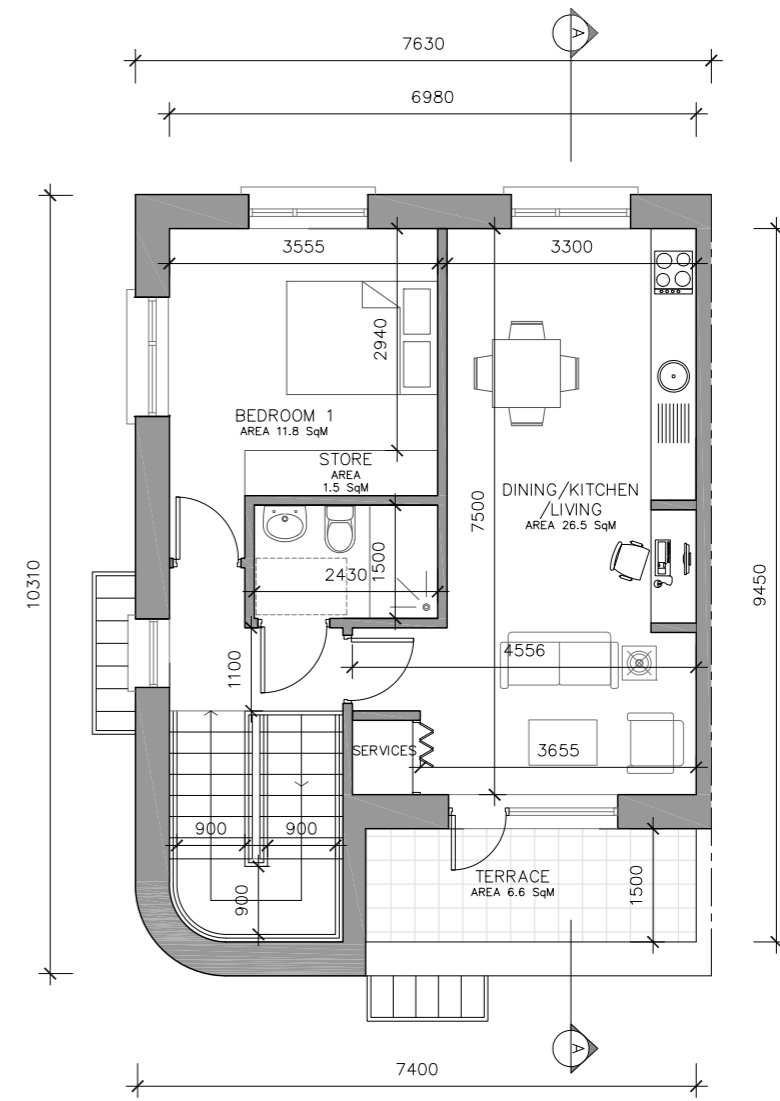 A
7630
6980
3555
3300
2940
BEDROOM 1
AREA 11.8 SqM
STORE
AREA
1.5 SqM
DINING/KITCHEN
/LIVING
AREA 26.5 SqM
7500
1500
2430
10310
9450
1100
4556
SERVICES
3655
900
900
900
TERRACE
AREA 6.6 SqM
1500
A
7400